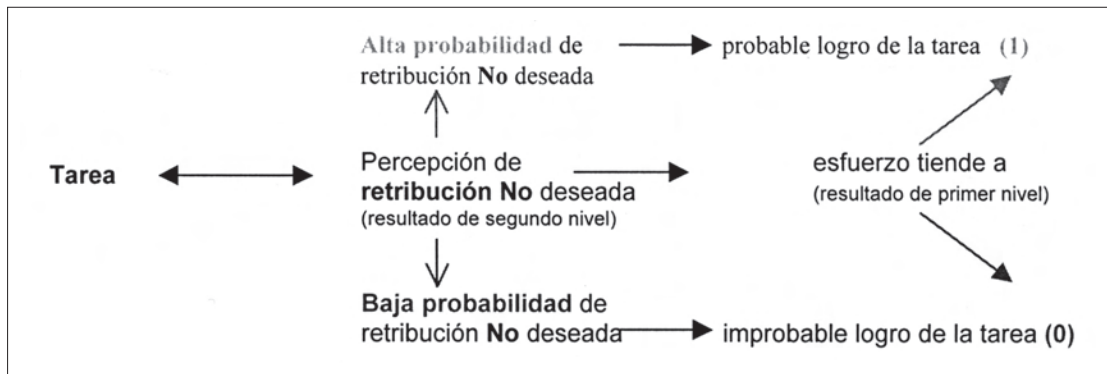 Alta probabilidad de
retribución No deseada
probable logro de la tarea (1)
Tarea
Percepción de
retribución No deseada
(resultado de segundo nivel)
esfuerzo tiende a
(resultado de primer nivel)
Baja probabilidad de
retribución No deseada
improbable logro de la tarea (0)